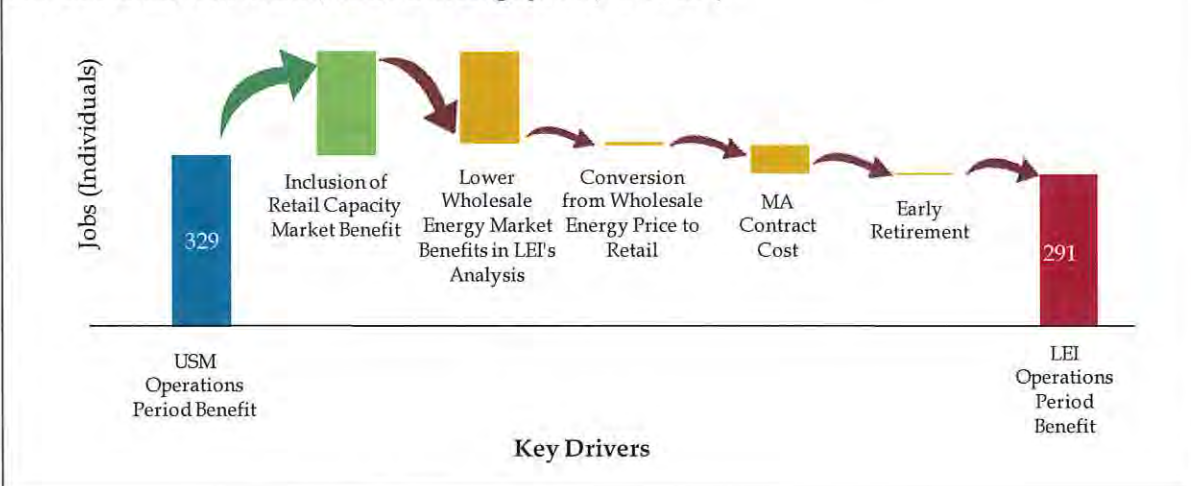 Jobs (Individuals)
329
Inclusion of
Retail Capacity
Market Benefit
Lower
Wholesale
Energy Market
Benefits in LEI's
Analysis
Conversion
from Wholesale
Energy Price to
Retail
MA
Contract
Cost
Early
Retirement
291
USM
Operations
Period Benefit
LEI
Operations
Period
Benefit
Key Drivers